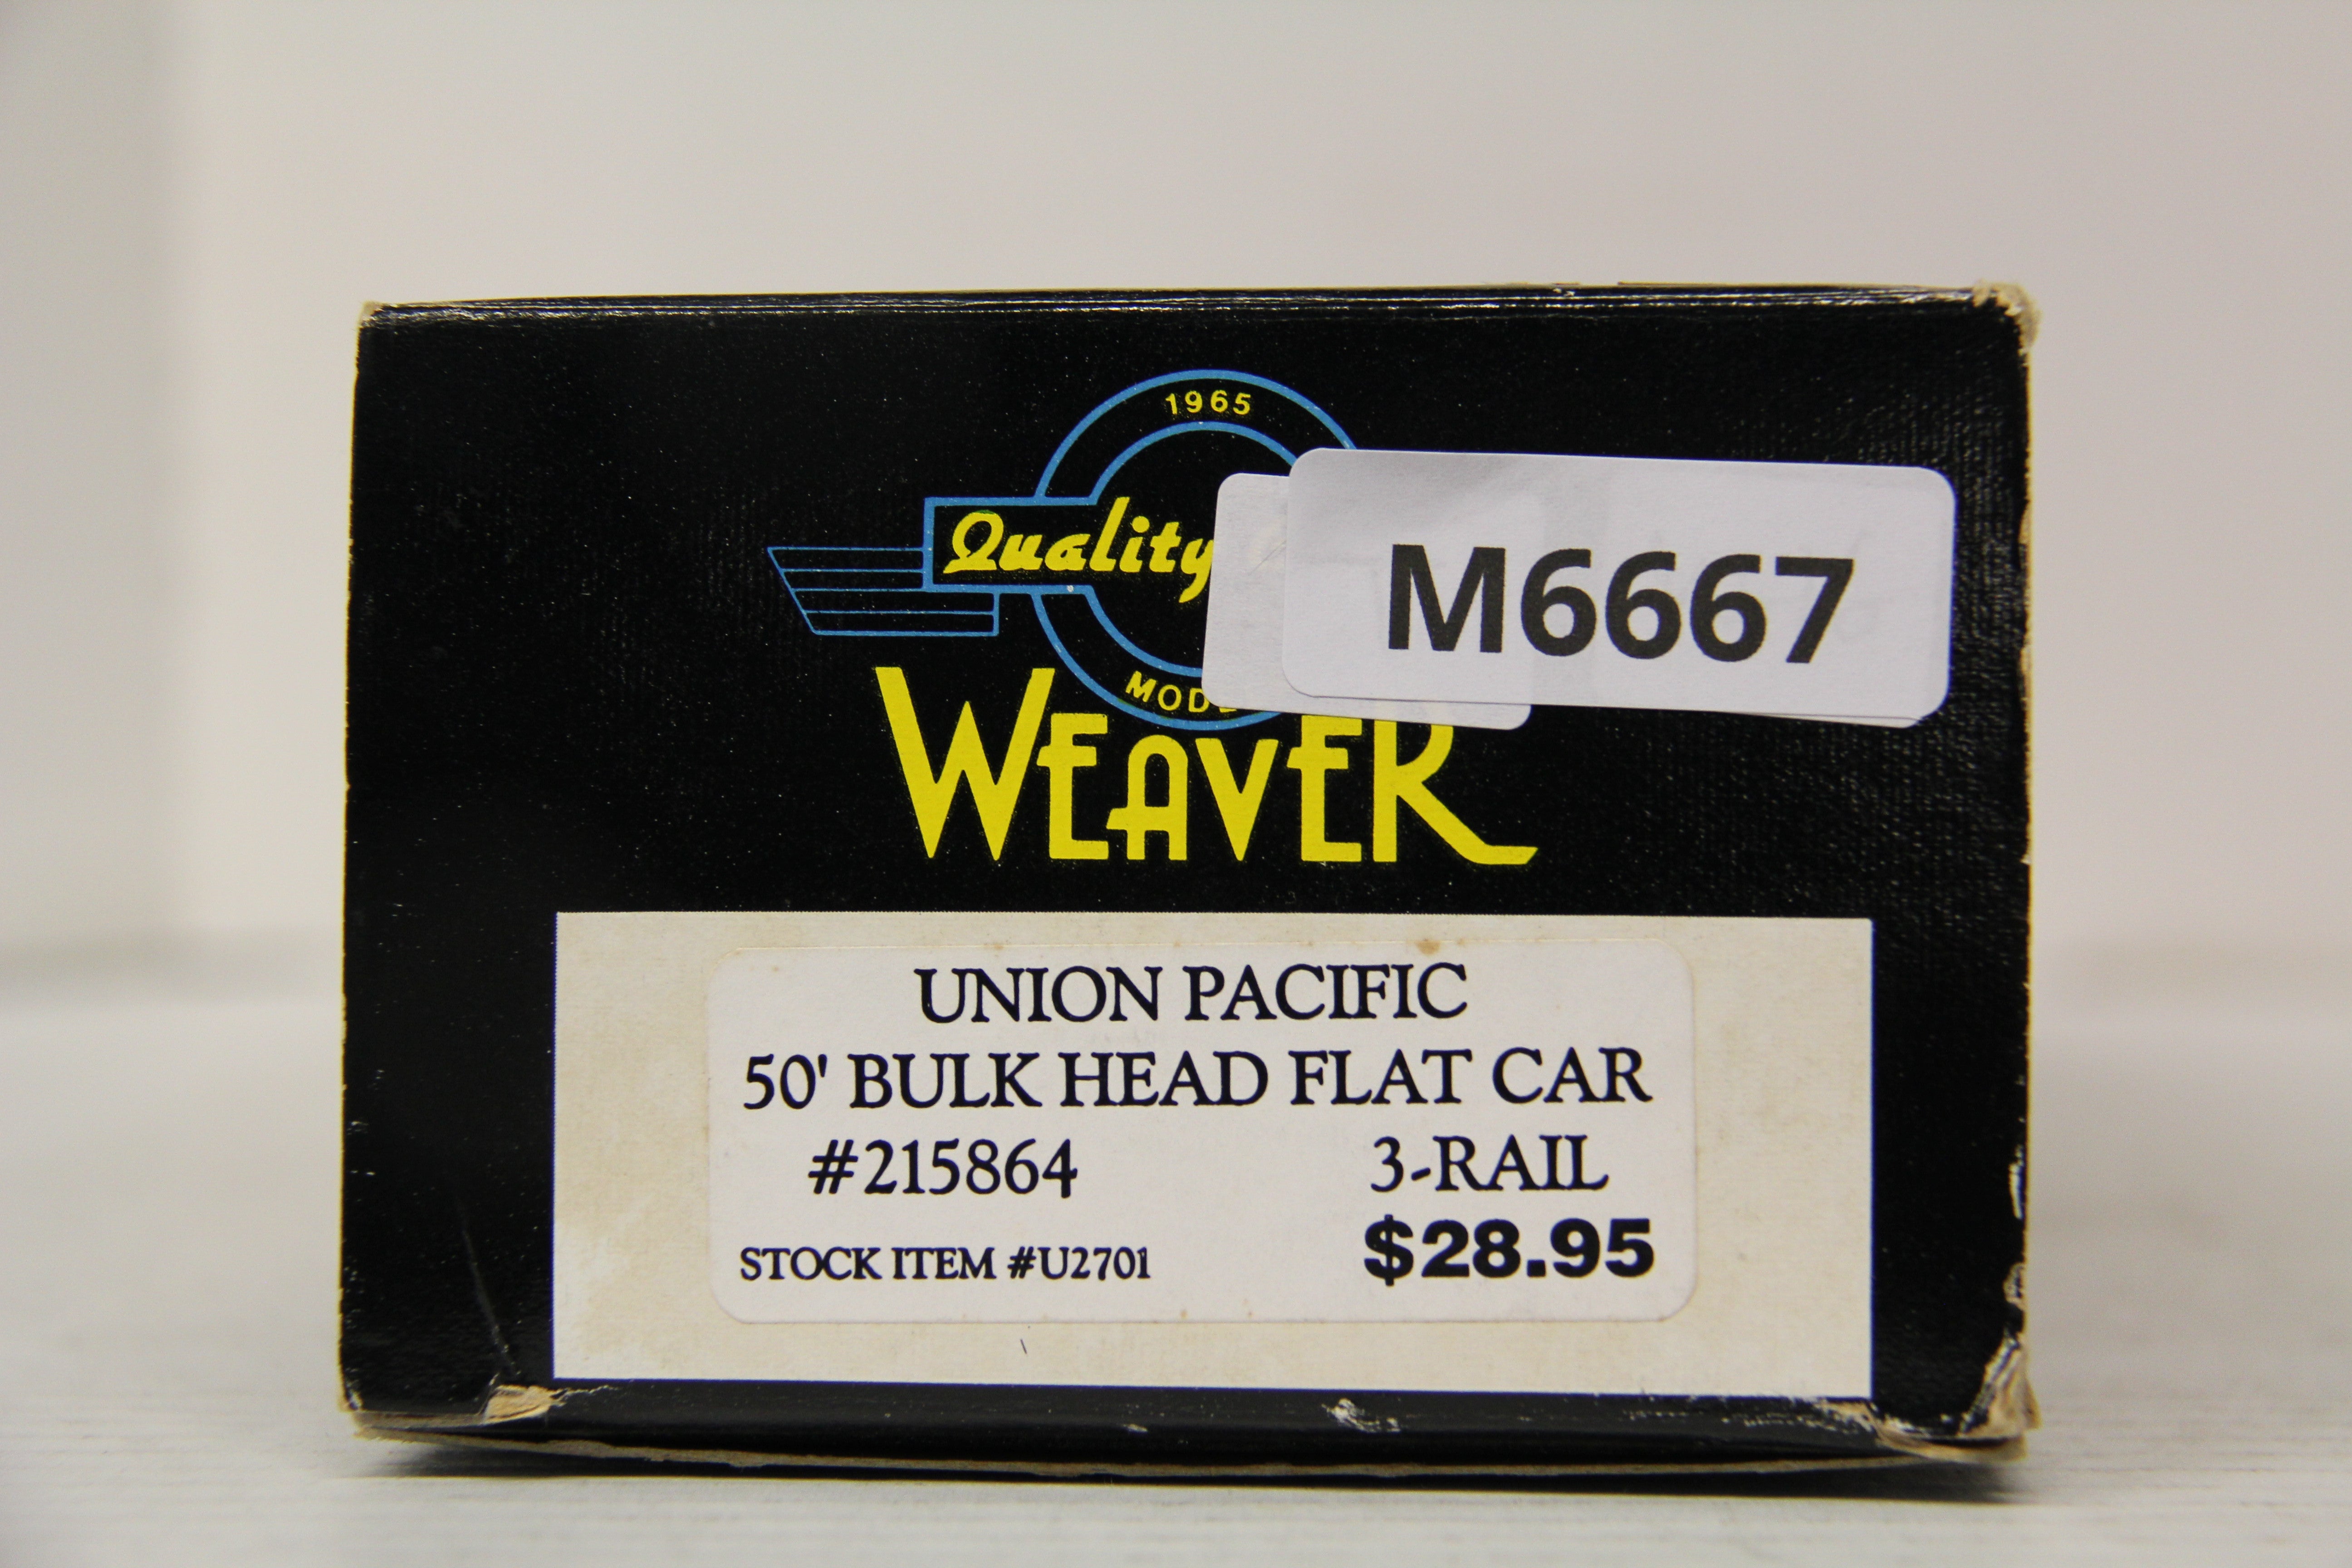 1965
Quality
M6667
WEAVER
UNION PACIFIC
50' BULK HEAD FLAT CAR
#215864 3-RAIL
STOCK ITEM #U2701 $28.95